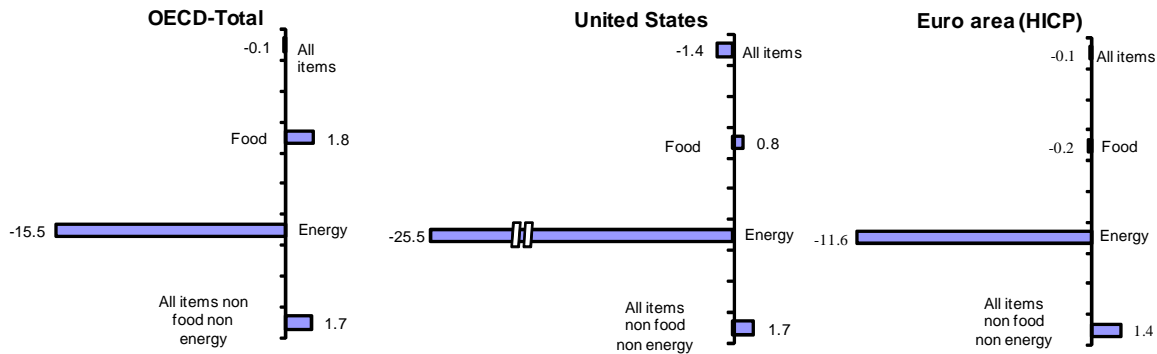 OECD-Total
-0.1
All
items
Food
1.8
-15.5
Energy
All items non
food non
energy
1.7
United States
-1.4
All items
Food
0.8
-25.5
Energy
All items
non food
non energy
1.7
Euro area (HICP)
-0.1
All items
-0.2
Food
-11.6
Energy
All items
non food
non energy
1.4